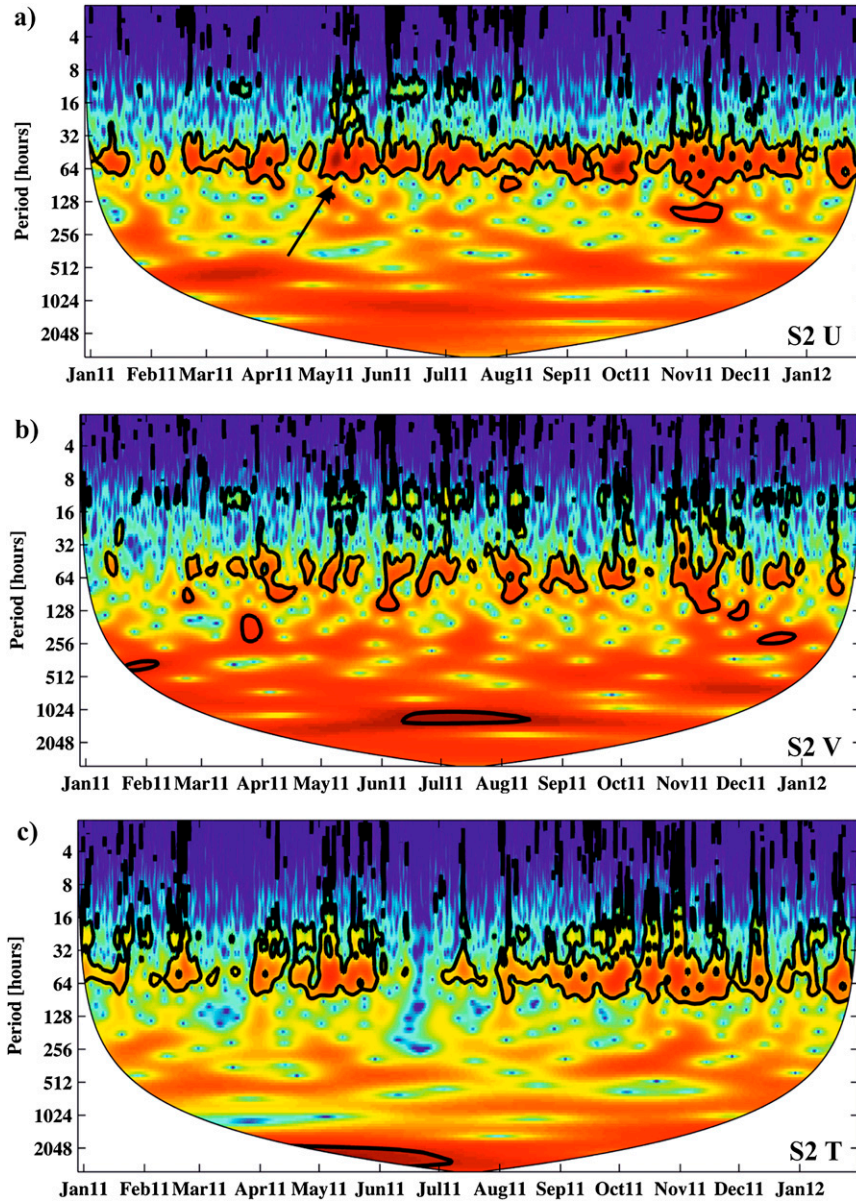 a)
4
8
16
32
64
128
256
512
1024
2048
Period [hours]
S2 U
Jan11 Feb11 Mar11 Apr11 May11 Jun11 Jul11 Aug11 Sep11 Oct11 Nov11 Dec11 Jan12
b)
4
8
16
32
64
128
256
512
1024
2048
Period [hours]
S2 V
Jan11 Feb11 Mar11 Apr11 May11 Jun11 Jul11 Aug11 Sep11 Oct11 Nov11 Dec11 Jan12
c)
4
8
16
32
64
128
256
512
1024
2048
Period [hours]
S2 T
Jan11 Feb11 Mar11 Apr11 May11 Jun11 Jul11 Aug11 Sep11 Oct11 Nov11 Dec11 Jan12